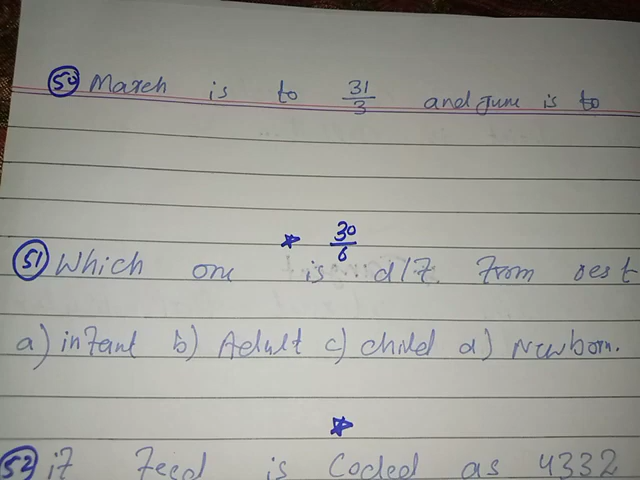 50 March is to 31/3 and June is to
* 30/6
51 Which one is d/f. From rest
a) infant b) Adult c) child d) Newborn.
*
52 if Feed is Coded as 4332